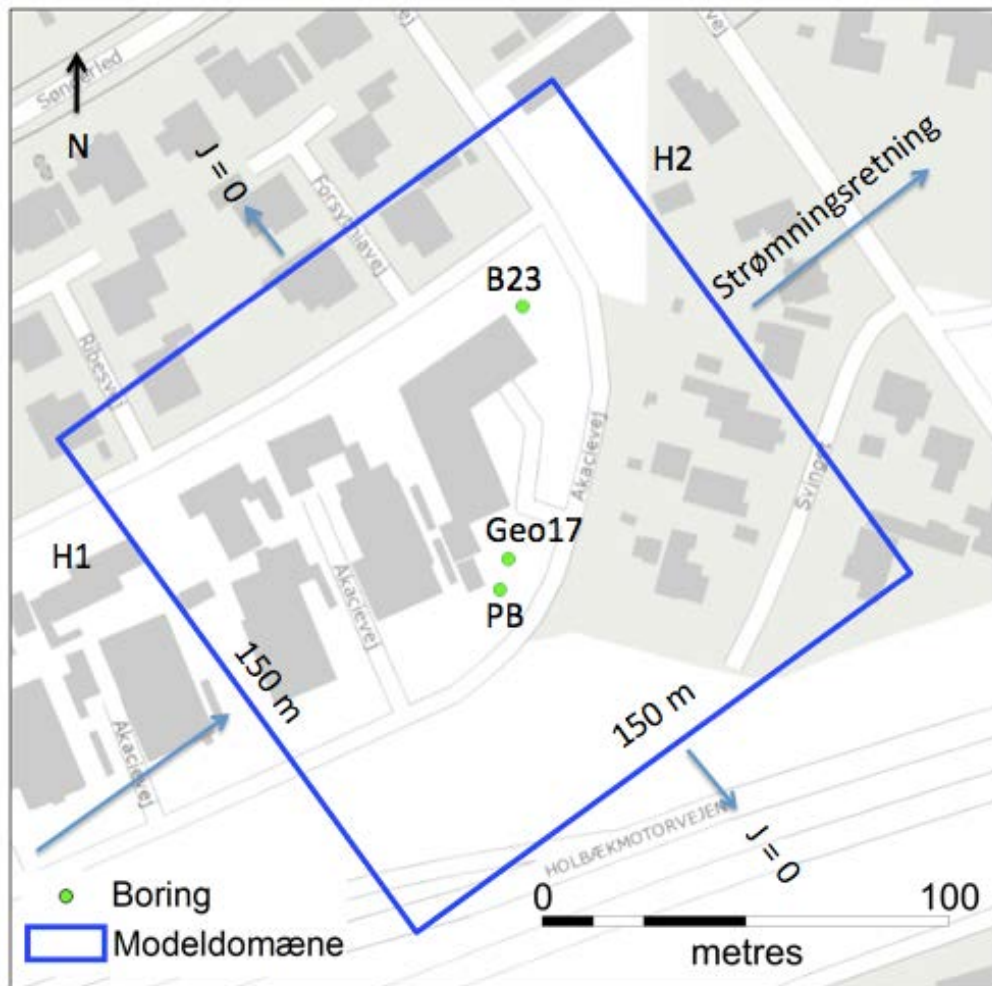 Sønderled
vej
N
J = 0
H2
Strømningsretning
Forsythiavej
B23
Ribesvej
Akacievej
Svinget
Geo17
H1
Akacievej
PB
150 m
150 m
Akacievej
HOLBÆKMOTORVEJEN
J = 0
Boring
Modeldomæne
0
100
metres